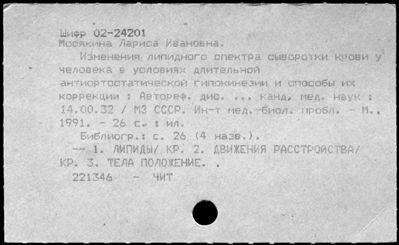 Шифр 02-24201
Мосякина Лариса Ивановна.
Изменения липидного спектра сыворотки крови у
человека в условиях длительной
антиортостатической гипокинезии и способы их
коррекции : Автореф. дис. ... канд. мед. наук :
14.00.32 / МЗ СССР. Ин-т мед.-биол. пробл. - М.,
1991. - 26 с. : ил.
Библиогр.: с. 26 (4 назв.).
-- 1. ЛИПИДЫ/ КР. 2. ДВИЖЕНИЯ РАССТРОЙСТВА/
КР. 3. ТЕЛА ПОЛОЖЕНИЕ. .
221346 - ЧИТ